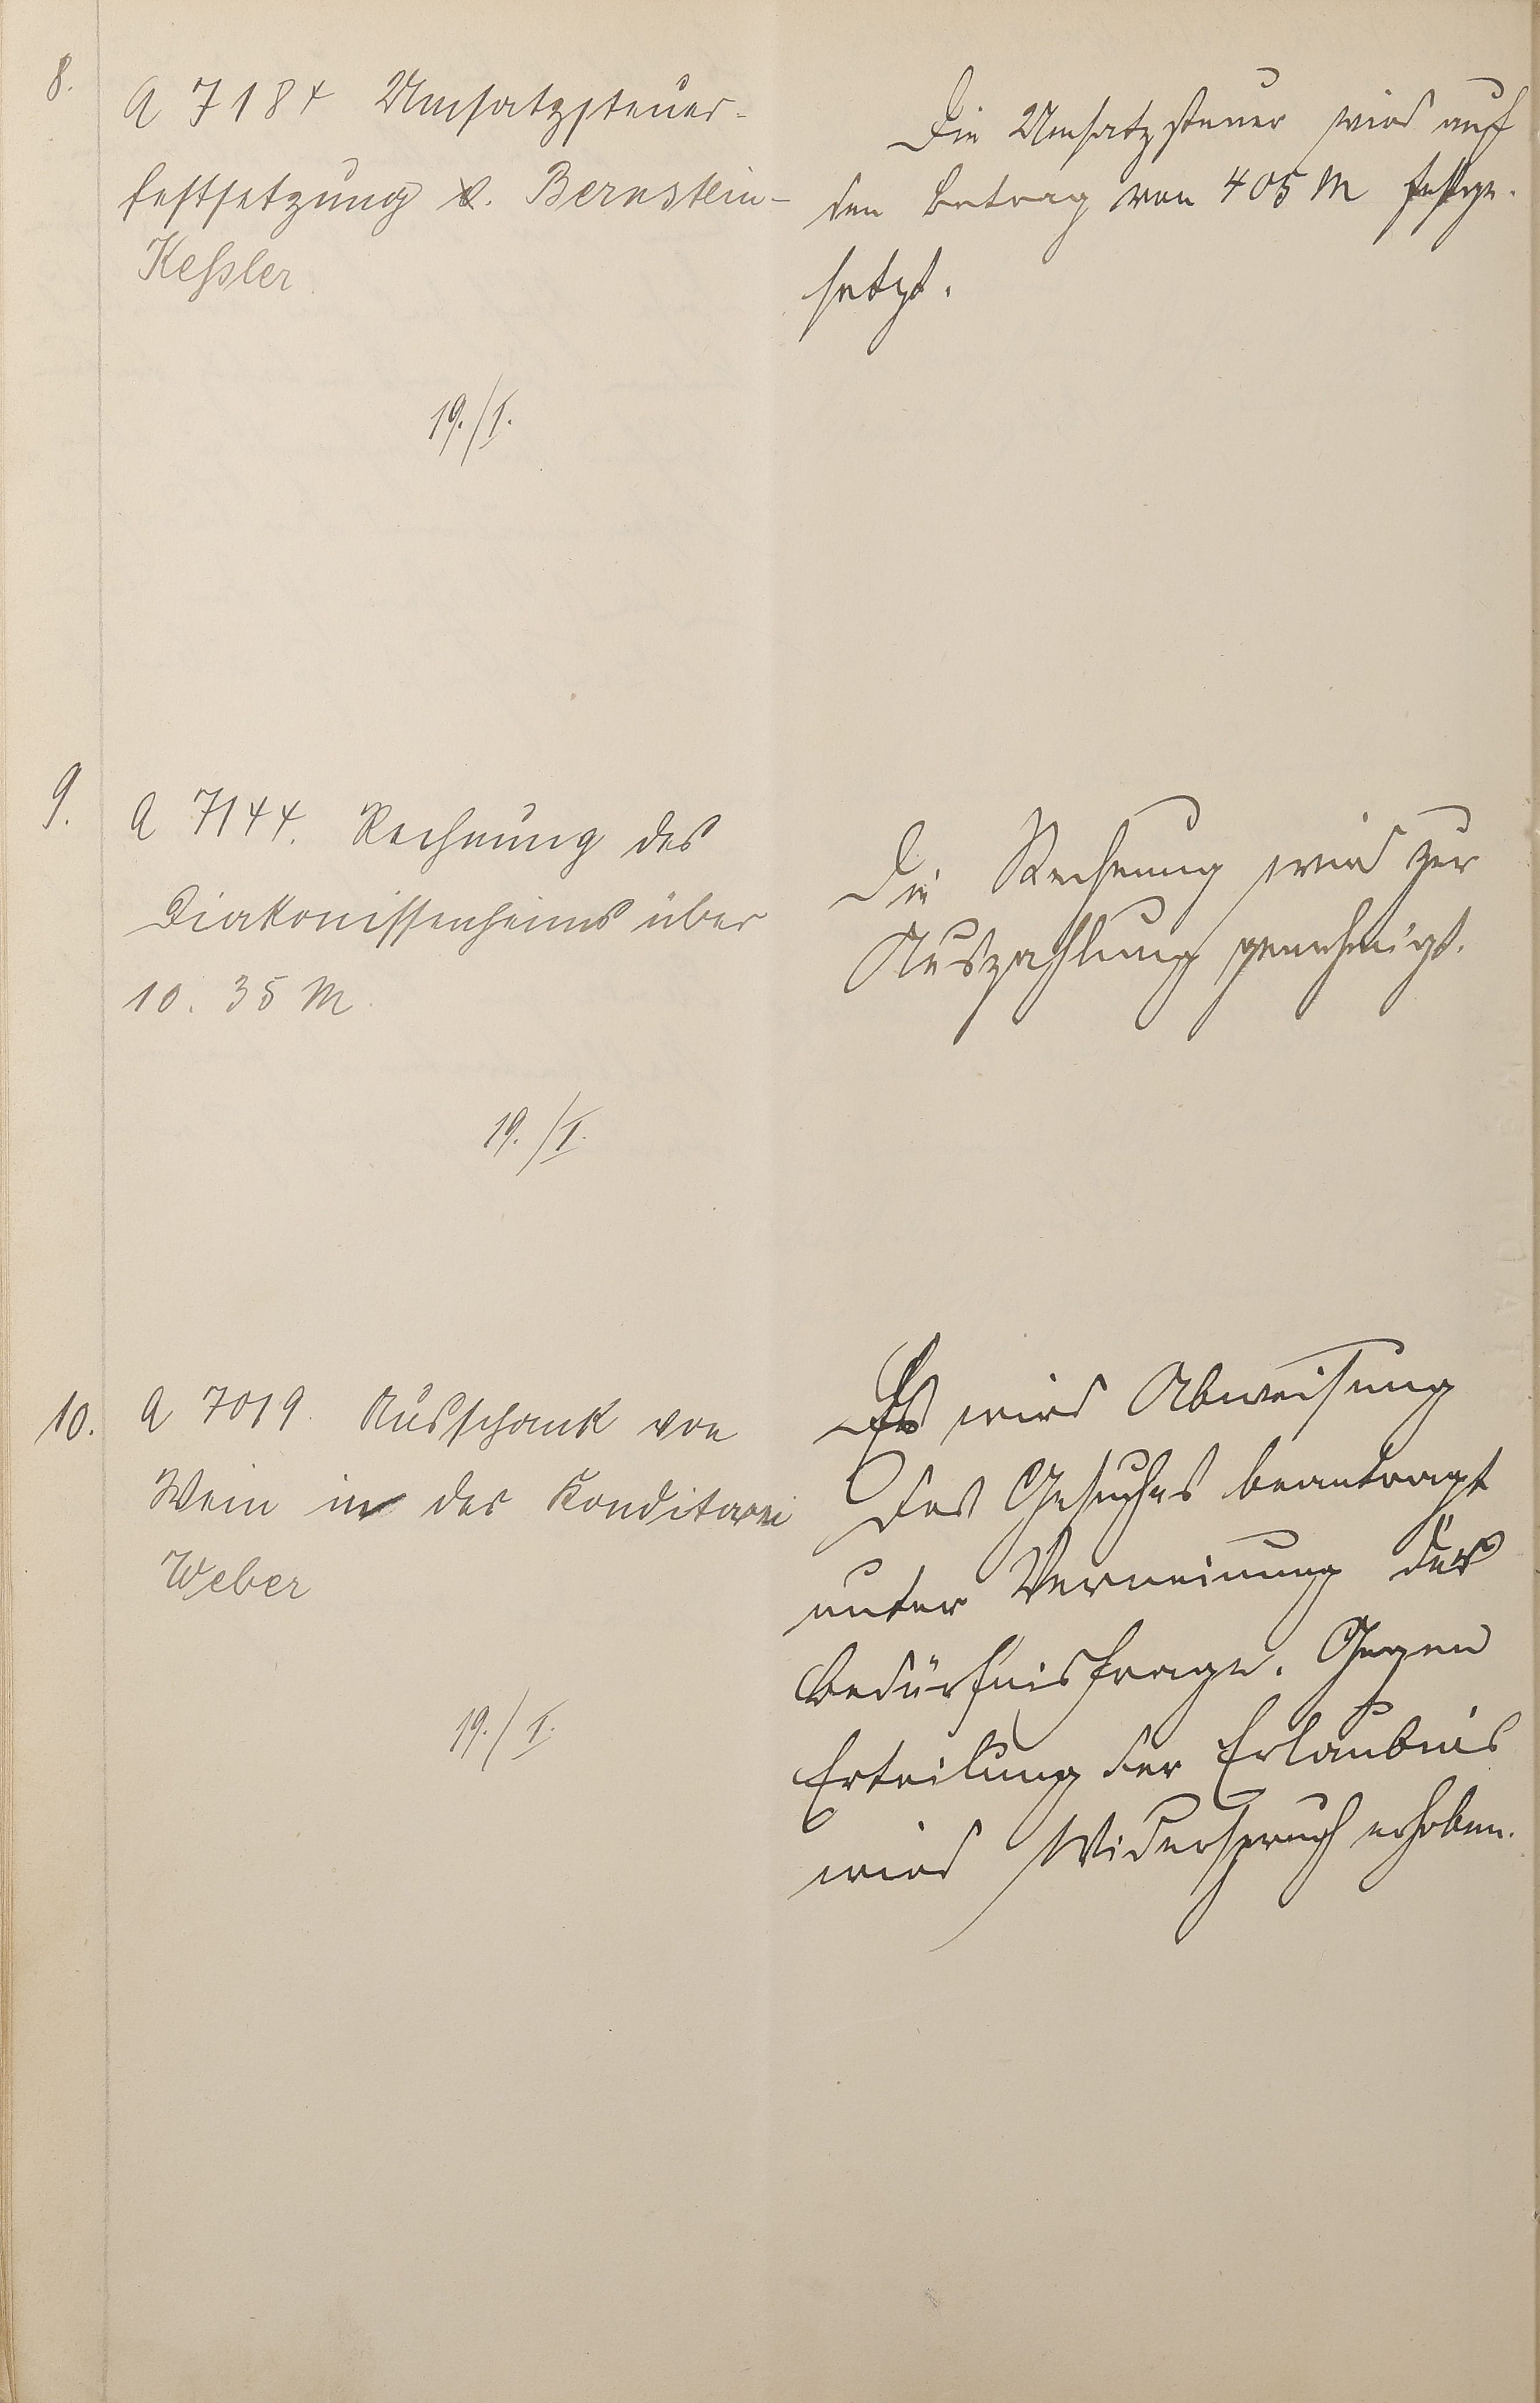 8.
A 7184 Umsatzsteuer-
festsetzung v. Bernstein-
Keßler
19./I.
Die Umsatzsteuer wird auf
den Betrag von 405 M festge-
setzt.
9.
A 7144. Rechnung des
Diakonissenheims über
10. 35 M.
19./I.
Die Rechnung wird zur
Auszahlung genehmigt.
10.
A 7019. Ausschank von
Wein in der Konditorei
Weber
19./I.
Es wird Abweisung
des Gesuches beantragt
unter Verneinung der
Bedürfnisfrage. Gegen
Erteilung der Erlaubnis
wird Widerspruch erhoben.